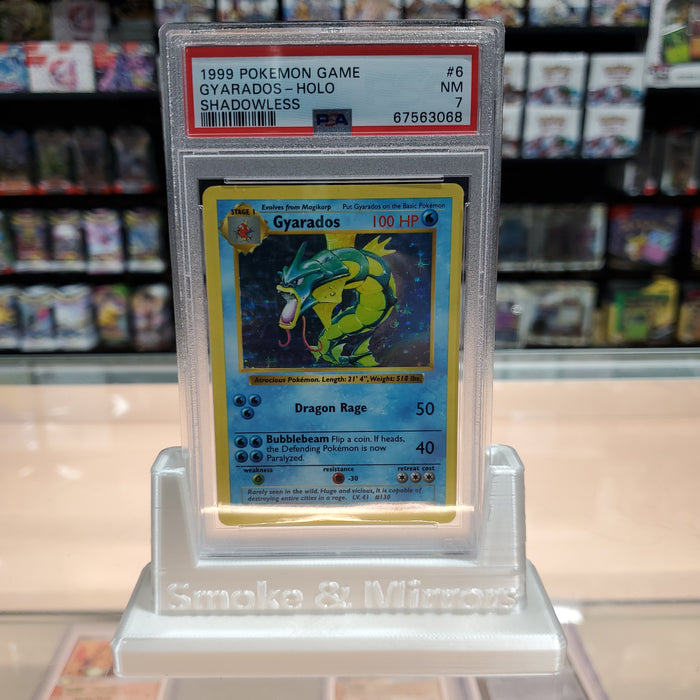 1999 POKEMON GAME #6
GYARADOS - HOLO NM
SHADOWLESS 7
PSA 67563068
Evolves from Magikarp Put Gyarados on the Basic Pokémon
STAGE 1
Gyarados 100 HP
Atrocious Pokémon. Length: 21' 4", Weight: 518 lbs.
Dragon Rage 50
Bubblebeam Flip a coin. If heads,
the Defending Pokémon is now 40
Paralyzed.
weakness resistance retreat cost
-30
Rarely seen in the wild. Huge and vicious, it is capable of
destroying entire cities in a rage. LV. 41 #130
Smoke & Mirrors